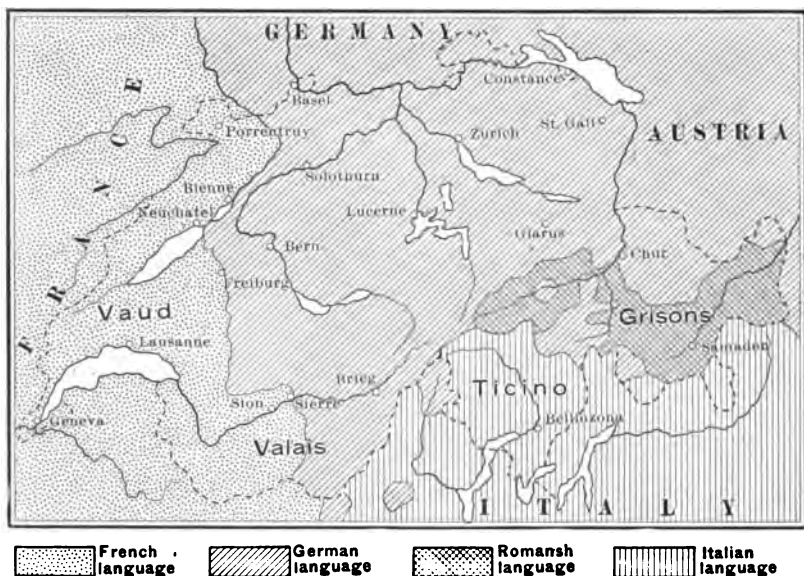 GERMANY
FRANCE
Constance
Basel
AUSTRIA
St. Gall
Porrentruy
Zurich
Solothurn
Bienne
Neuchatel
Lucerne
Glarus
Bern
Chur
Freiburg
Vaud
Grisons
Lausanne
Samaden
Brieg
Ticino
Sion
Sierre
Geneva
Bellinzona
Valais
ITALY
French language
German language
Romansh language
Italian language